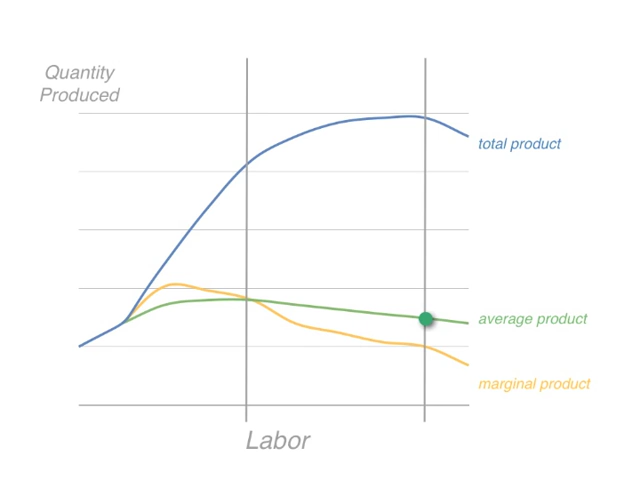 Quantity
Produced
total product
average product
marginal product
Labor